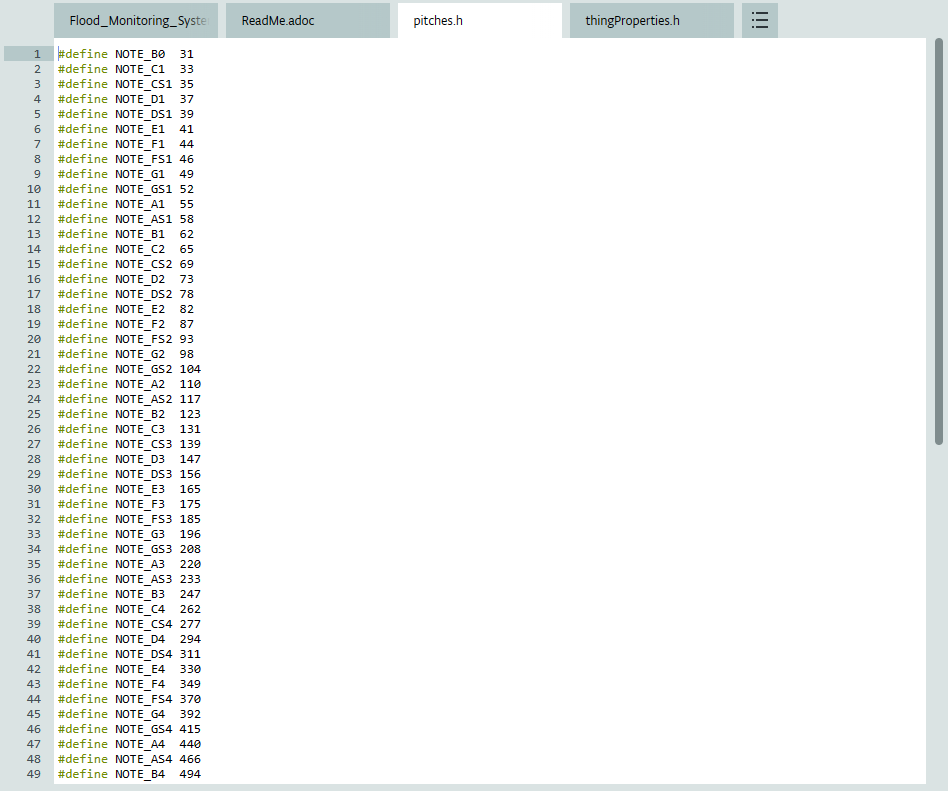 Flood_Monitoring_Syste
ReadMe.adoc
pitches.h
thingProperties.h
1 #define NOTE_B0  31
2 #define NOTE_C1  33
3 #define NOTE_CS1 35
4 #define NOTE_D1  37
5 #define NOTE_DS1 39
6 #define NOTE_E1  41
7 #define NOTE_F1  44
8 #define NOTE_FS1 46
9 #define NOTE_G1  49
10 #define NOTE_GS1 52
11 #define NOTE_A1  55
12 #define NOTE_AS1 58
13 #define NOTE_B1  62
14 #define NOTE_C2  65
15 #define NOTE_CS2 69
16 #define NOTE_D2  73
17 #define NOTE_DS2 78
18 #define NOTE_E2  82
19 #define NOTE_F2  87
20 #define NOTE_FS2 93
21 #define NOTE_G2  98
22 #define NOTE_GS2 104
23 #define NOTE_A2  110
24 #define NOTE_AS2 117
25 #define NOTE_B2  123
26 #define NOTE_C3  131
27 #define NOTE_CS3 139
28 #define NOTE_D3  147
29 #define NOTE_DS3 156
30 #define NOTE_E3  165
31 #define NOTE_F3  175
32 #define NOTE_FS3 185
33 #define NOTE_G3  196
34 #define NOTE_GS3 208
35 #define NOTE_A3  220
36 #define NOTE_AS3 233
37 #define NOTE_B3  247
38 #define NOTE_C4  262
39 #define NOTE_CS4 277
40 #define NOTE_D4  294
41 #define NOTE_DS4 311
42 #define NOTE_E4  330
43 #define NOTE_F4  349
44 #define NOTE_FS4 370
45 #define NOTE_G4  392
46 #define NOTE_GS4 415
47 #define NOTE_A4  440
48 #define NOTE_AS4 466
49 #define NOTE_B4  494